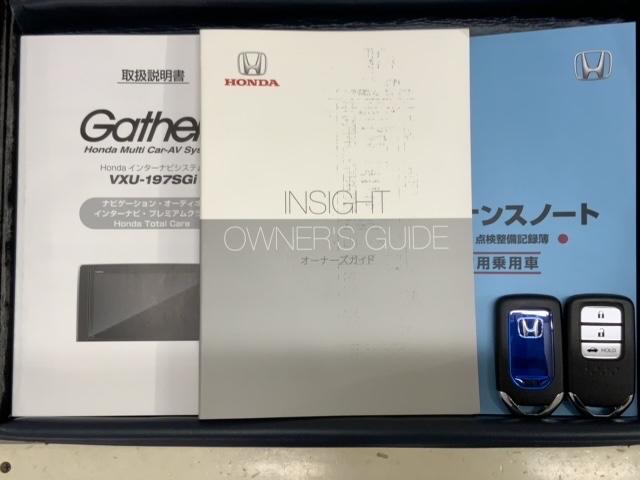 取扱説明書
Gathe
Honda Multi Car-AV Sys
Honda インターナビシステム
VXU-197SGi
ナビゲーション・オーディオ
インターナビ・プレミアムク
Honda Total Care
HONDA
INSIGHT
OWNER'S GUIDE
オーナーズガイド
ンスノート
点検整備記録簿
用乗用車
HOLD